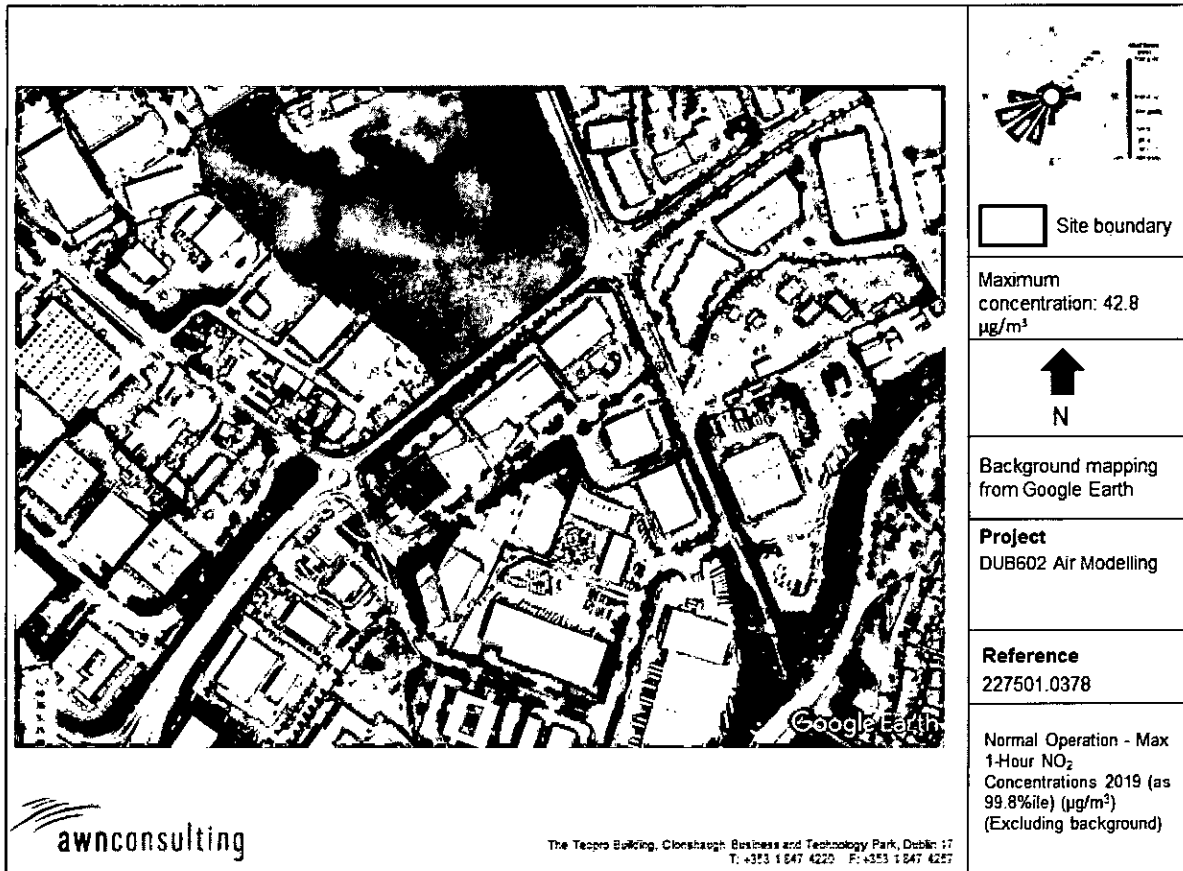 Site boundary
Maximum
concentration: 42.8
µg/m³
N
Background mapping
from Google Earth
Project
DUB602 Air Modelling
Reference
227501.0378
Normal Operation - Max
1-Hour NO₂
Concentrations 2019 (as
99.8%ile) (µg/m³)
(Excluding background)
Google Earth
awnconsulting
The Tecpro Building, Clonshaugh Business and Technology Park, Dublin 17
T: +353 1 847 4220 F: +353 1 847 4257